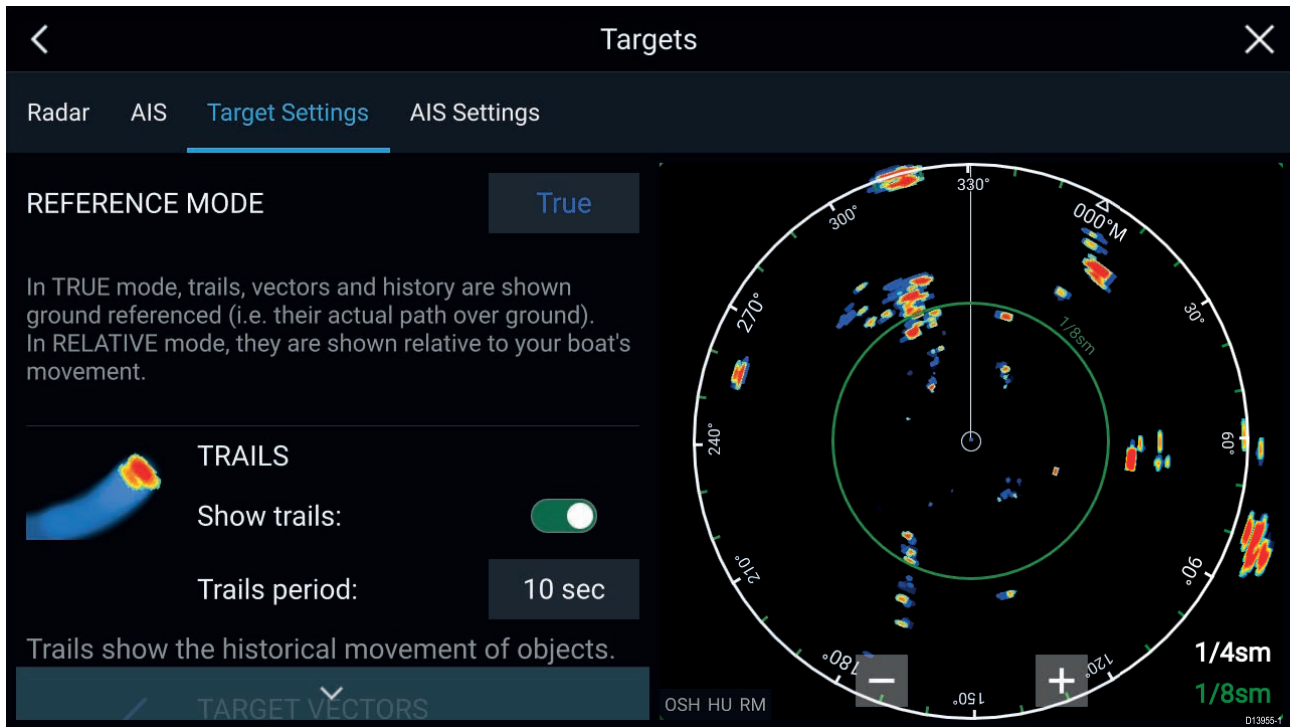 Targets
Radar AIS Target Settings AIS Settings
REFERENCE MODE True
In TRUE mode, trails, vectors and history are shown
ground referenced (i.e. their actual path over ground).
In RELATIVE mode, they are shown relative to your boat's
movement.
TRAILS
Show trails:
Trails period: 10 sec
Trails show the historical movement of objects.
TARGET VECTORS
330°
000°M
30°
60°
90°
120°
150°
180°
210°
240°
270°
300°
1/8sm
1/4sm
1/8sm
OSH HU RM
D13955-1